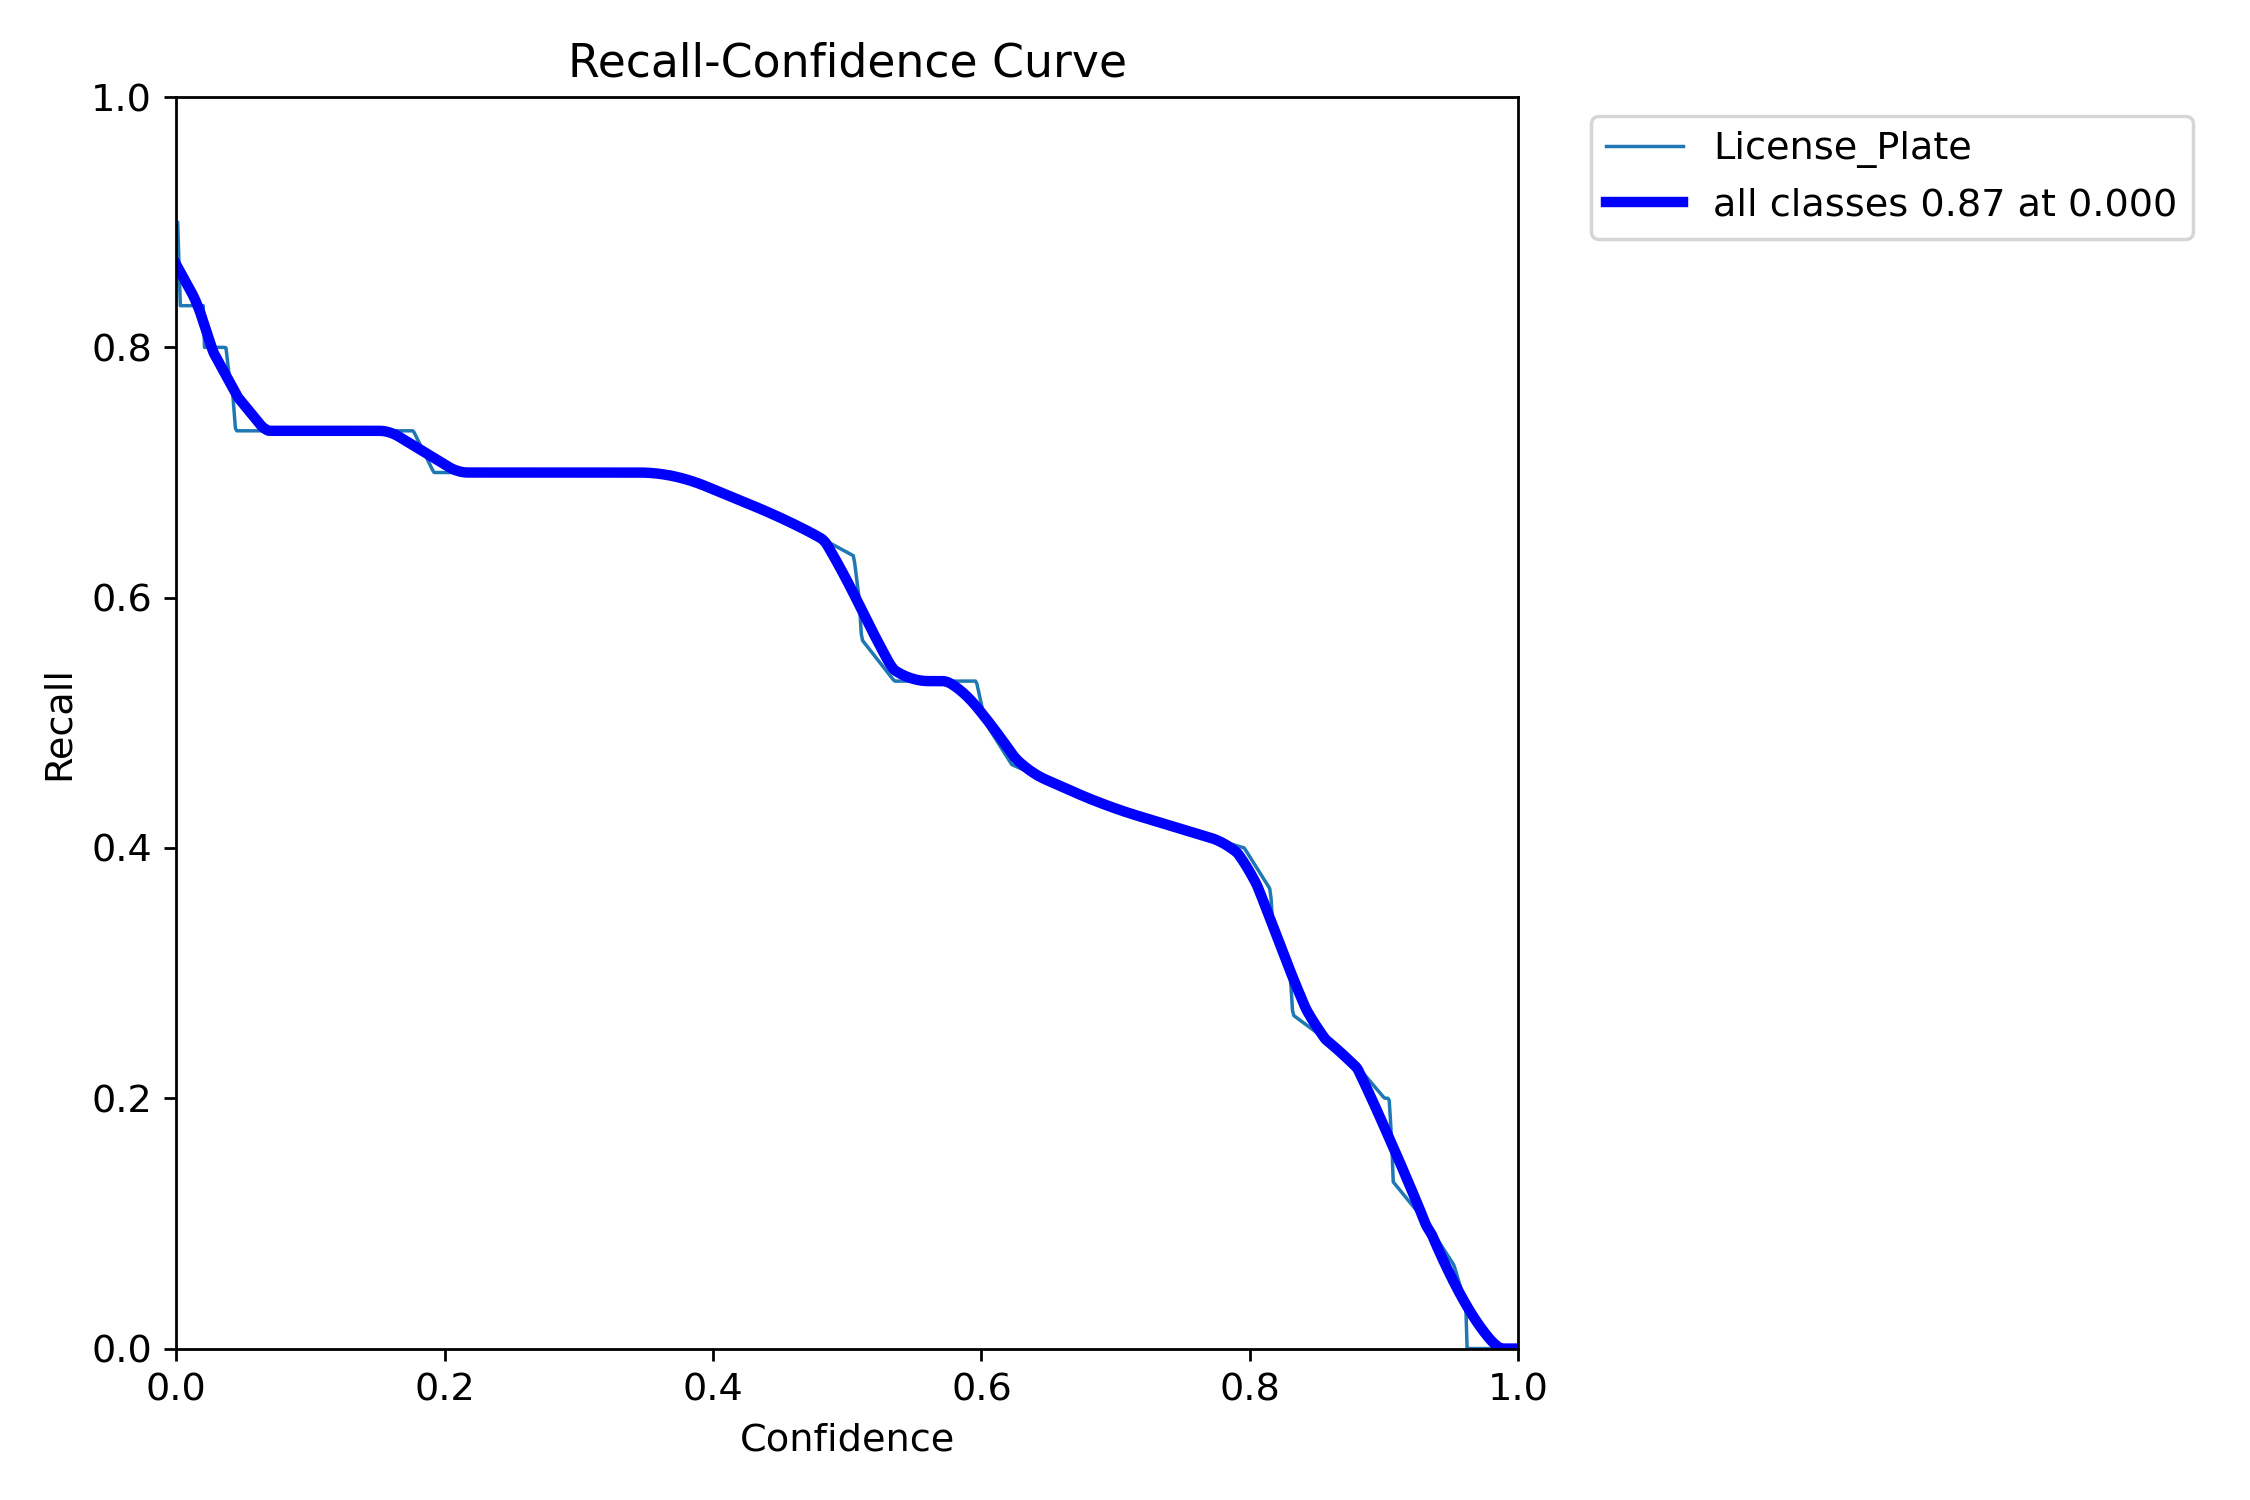 Recall-Confidence Curve
1.0
0.8
0.6
0.4
0.2
0.0
Recall
0.0 0.2 0.4 0.6 0.8 1.0
Confidence
License_Plate
all classes 0.87 at 0.000